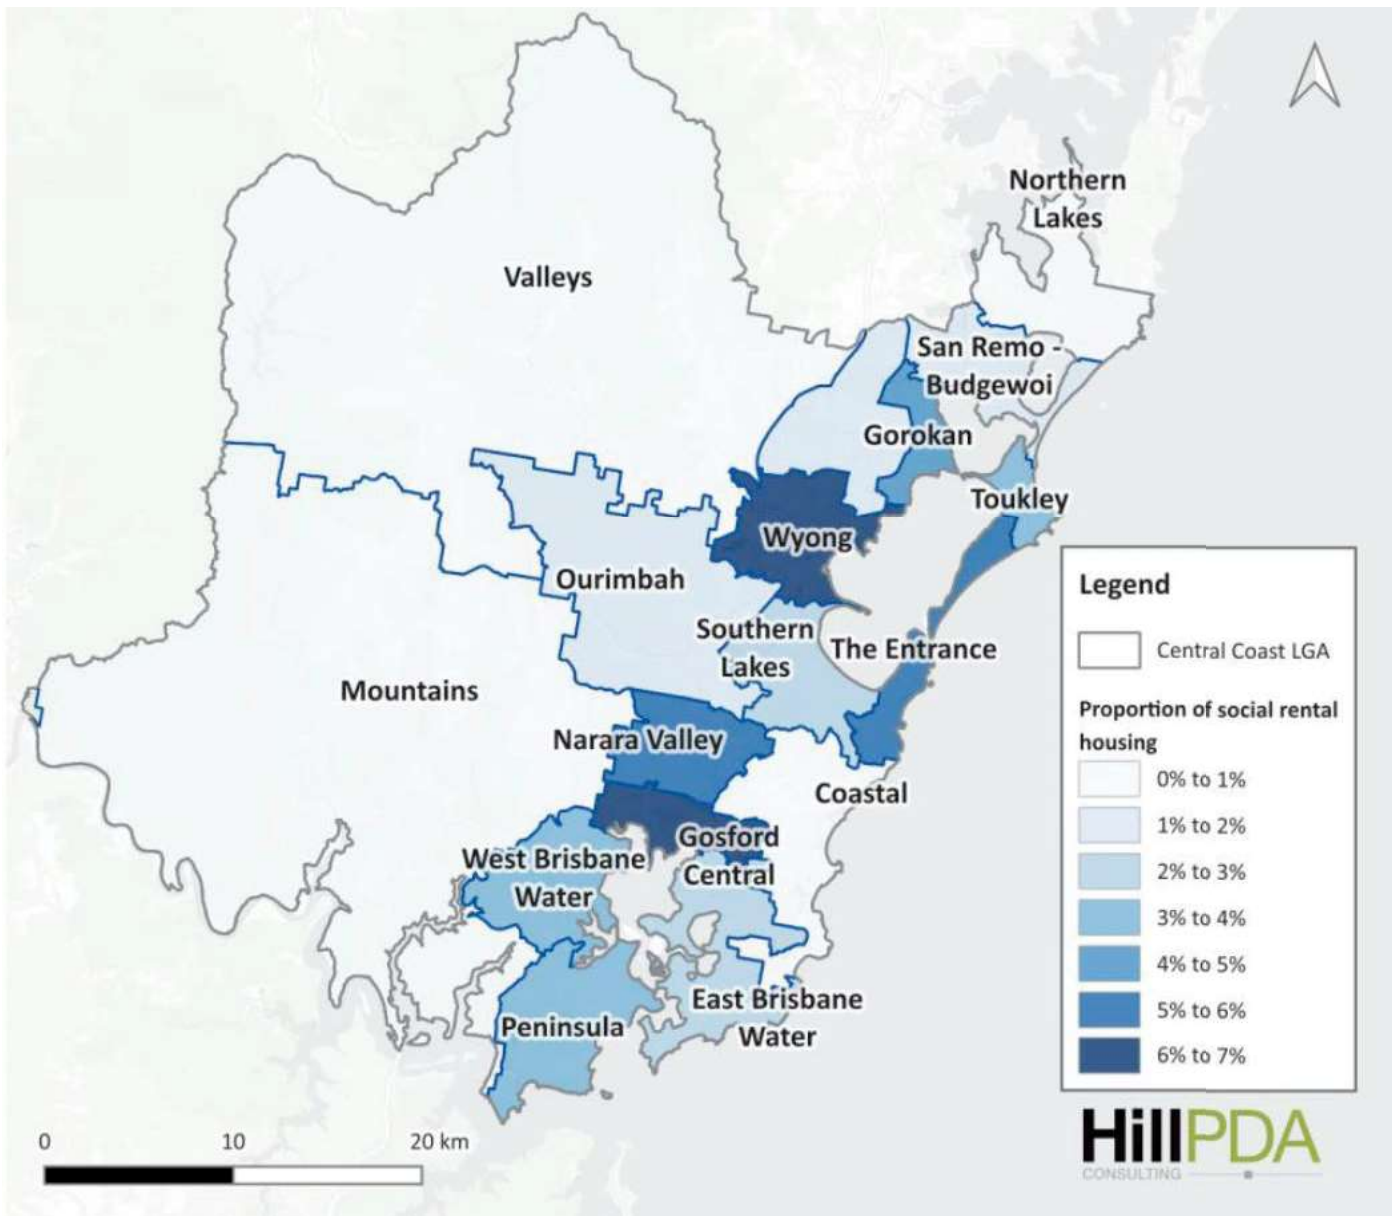 Northern
Lakes
Valleys
San Remo -
Budgewoi
Gorokan
Toukley
Wyong
Ourimbah
Southern
Lakes
The Entrance
Mountains
Narara Valley
Coastal
Gosford
Central
West Brisbane
Water
East Brisbane
Water
Peninsula
Legend
Central Coast LGA
Proportion of social rental
housing
0% to 1%
1% to 2%
2% to 3%
3% to 4%
4% to 5%
5% to 6%
6% to 7%
0 10 20 km
HillPDA
CONSULTING